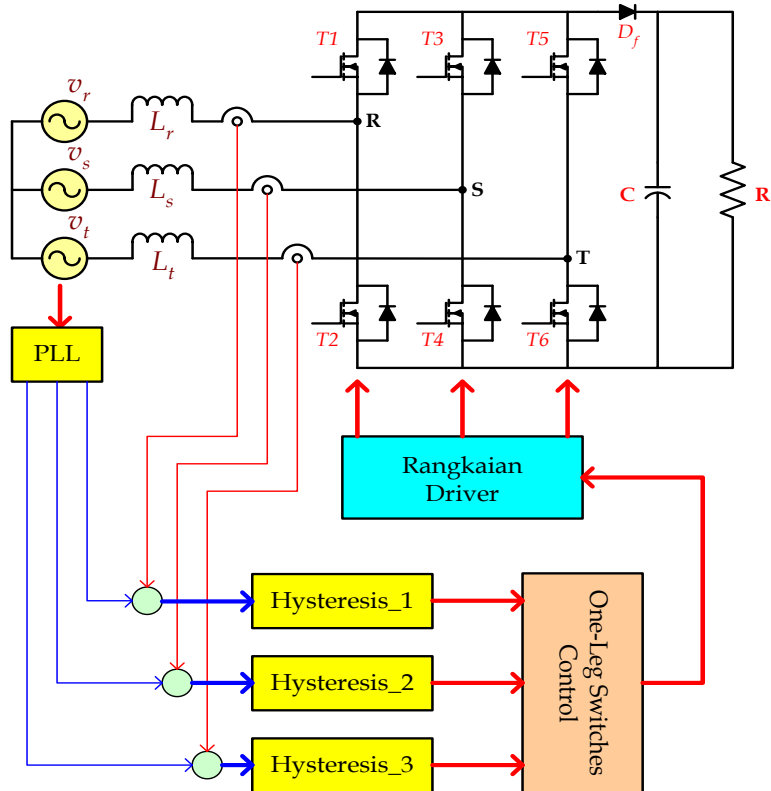 T1
T3
T5
D_f
v_r
L_r
R
v_s
L_s
S
C
R
v_t
L_t
T
T2
T4
T6
PLL
Rangkaian
Driver
Hysteresis_1
Hysteresis_2
Hysteresis_3
One-Leg Switches
Control